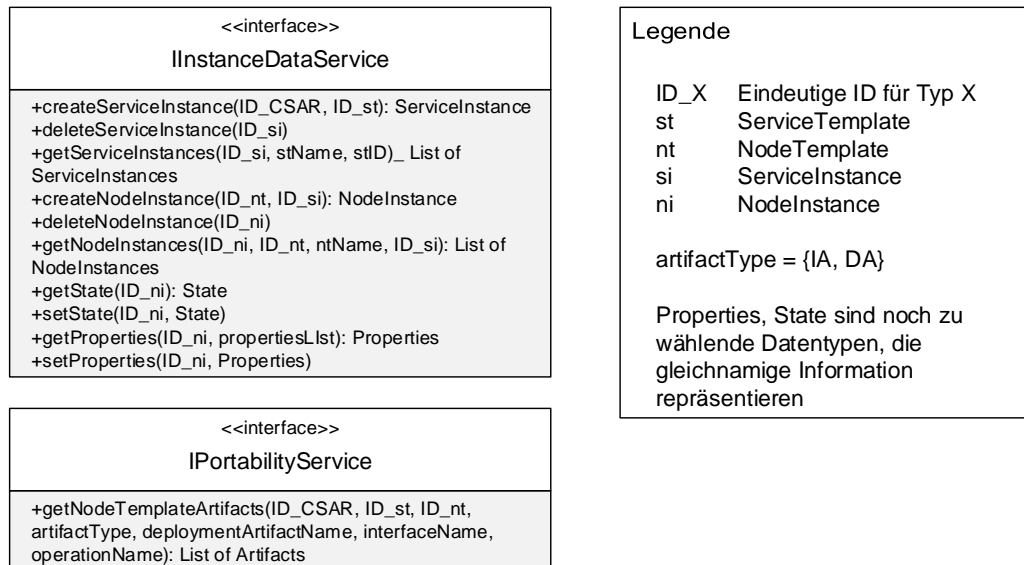 <<interface>>
IInstanceDataService
+createServiceInstance(ID_CSAR, ID_st): ServiceInstance
+deleteServiceInstance(ID_si)
+getServiceInstances(ID_si, stName, stID)_ List of
ServiceInstances
+createNodeInstance(ID_nt, ID_si): NodeInstance
+deleteNodeInstance(ID_ni)
+getNodeInstances(ID_ni, ID_nt, ntName, ID_si): List of
NodeInstances
+getState(ID_ni): State
+setState(ID_ni, State)
+getProperties(ID_ni, propertiesLIst): Properties
+setProperties(ID_ni, Properties)
<<interface>>
IPortabilityService
+getNodeTemplateArtifacts(ID_CSAR, ID_st, ID_nt,
artifactType, deploymentArtifactName, interfaceName,
operationName): List of Artifacts
Legende
ID_X Eindeutige ID für Typ X
st ServiceTemplate
nt NodeTemplate
si ServiceInstance
ni NodeInstance
artifactType = {IA, DA}
Properties, State sind noch zu
wählende Datentypen, die
gleichnamige Information
repräsentieren